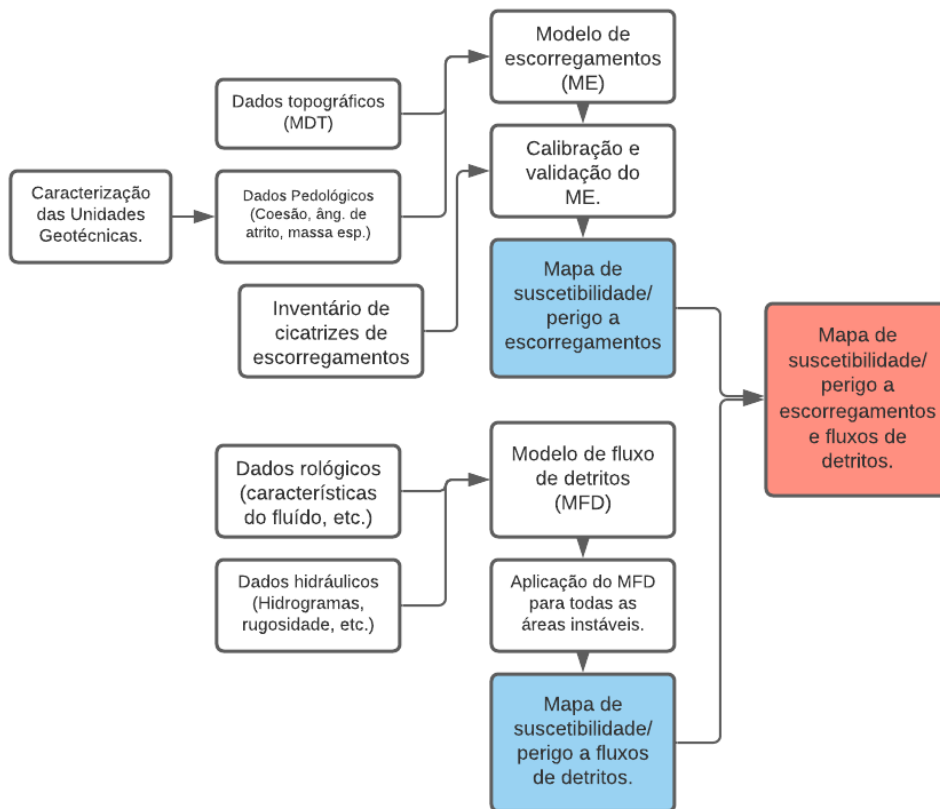 Modelo de
escorregamentos
(ME)
Dados topográficos
(MDT)
Calibração e
validação do
ME.
Caracterização
das Unidades
Geotécnicas.
Dados Pedológicos
(Coesão, âng. de
atrito, massa esp.)
Mapa de
suscetibilidade/
perigo a
escorregamentos
Inventário de
cicatrizes de
escorregamentos
Mapa de
suscetibilidade/
perigo a
escorregamentos
e fluxos de
detritos.
Dados rológicos
(características
do fluído, etc.)
Modelo de fluxo
de detritos
(MFD)
Dados hidráulicos
(Hidrogramas,
rugosidade, etc.)
Aplicação do MFD
para todas as
áreas instáveis.
Mapa de
suscetibilidade/
perigo a fluxos
de detritos.